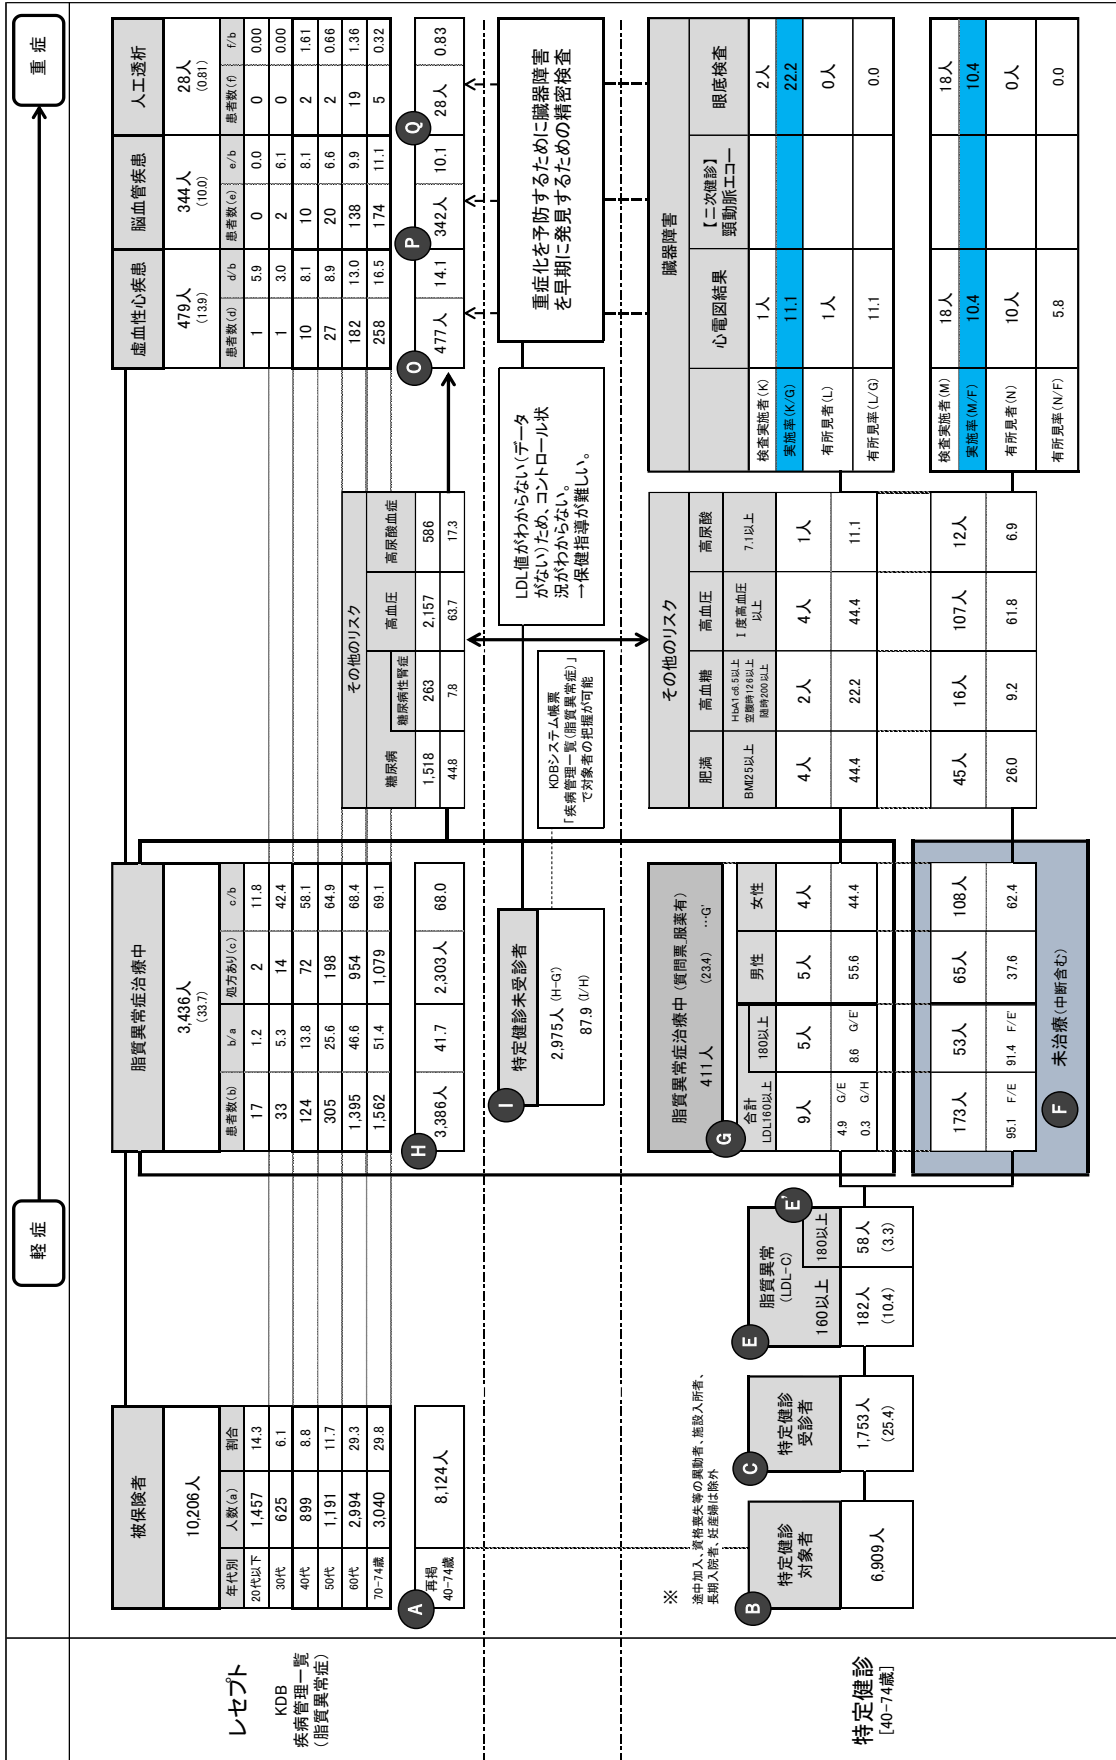 軽症
重症
レセプト
KDB
疾病管理一覧
(脂質異常症)
被保険者
10,206人
年代別 人数(a) 割合
20代以下 1,457 14.3
30代 625 6.1
40代 899 8.8
50代 1,191 11.7
60代 2,994 29.3
70-74歳 3,040 29.8
A
再掲
40-74歳
8,124人
脂質異常症治療中
3,436人
(33.7)
患者数(b) b/a 処方あり(c) c/b
17 1.2 2 11.8
33 5.3 14 42.4
124 13.8 72 58.1
305 25.6 198 64.9
1,395 46.6 954 68.4
1,562 51.4 1,079 69.1
H
3,386人 41.7 2,303人 68.0
その他のリスク
糖尿病 糖尿病性腎症 高血圧 高尿酸血症
1,518 263 2,157 586
44.8 7.8 63.7 17.3
虚血性心疾患 脳血管疾患 人工透析
479人 344人 28人
(13.9) (10.0) (0.81)
患者数(d) d/b 患者数(e) e/b 患者数(f) f/b
1 5.9 0 0.0 0 0.00
1 3.0 2 6.1 0 0.00
10 8.1 10 8.1 2 1.61
27 8.9 20 6.6 2 0.66
182 13.0 138 9.9 19 1.36
258 16.5 174 11.1 5 0.32
O P Q
477人 14.1 342人 10.1 28人 0.83
I
特定健診未受診者
2,975人 (H-G')
87.9 (I/H)
KDBシステム帳票
「疾病管理一覧(脂質異常症)」
で対象者の把握が可能
LDL値がわからない(データ
がない)ため、コントロール状
況がわからない。
→保健指導が難しい。
重症化を予防するために臓器障害
を早期に発見するための精密検査
特定健診
[40-74歳]
※
途中加入、資格喪失等の異動者、施設入所者、
長期入院者、妊産婦は除外
B
特定健診
対象者
6,909人
C
特定健診
受診者
1,753人
(25.4)
E
脂質異常
(LDL-C)
E'
160以上 180以上
182人 58人
(10.4) (3.3)
G
脂質異常症治療中 (質問票_服薬有)
411人 (23.4) …G'
合計
LDL160以上
180以上 男性 女性
9人 5人 5人 4人
4.9 G/E
0.3 G/H
8.6 G/E' 55.6 44.4
173人 53人 65人 108人
95.1 F/E 91.4 F/E' 37.6 62.4
F
未治療(中断含む)
その他のリスク
肥満 高血糖 高血圧 高尿酸
BMI25以上
HbA1c6.5以上
空腹時126以上
随時200以上
Ⅰ度高血圧
以上
7.1以上
4人 2人 4人 1人
44.4 22.2 44.4 11.1
45人 16人 107人 12人
26.0 9.2 61.8 6.9
臓器障害
心電図結果
【二次健診】
頸動脈エコー
眼底検査
検査実施者(K) 1人 2人
実施率(K/G) 11.1 22.2
有所見者(L) 1人 0人
有所見率(L/G) 11.1 0.0
検査実施者(M) 18人 18人
実施率(M/F) 10.4 10.4
有所見者(N) 10人 0人
有所見率(N/F) 5.8 0.0